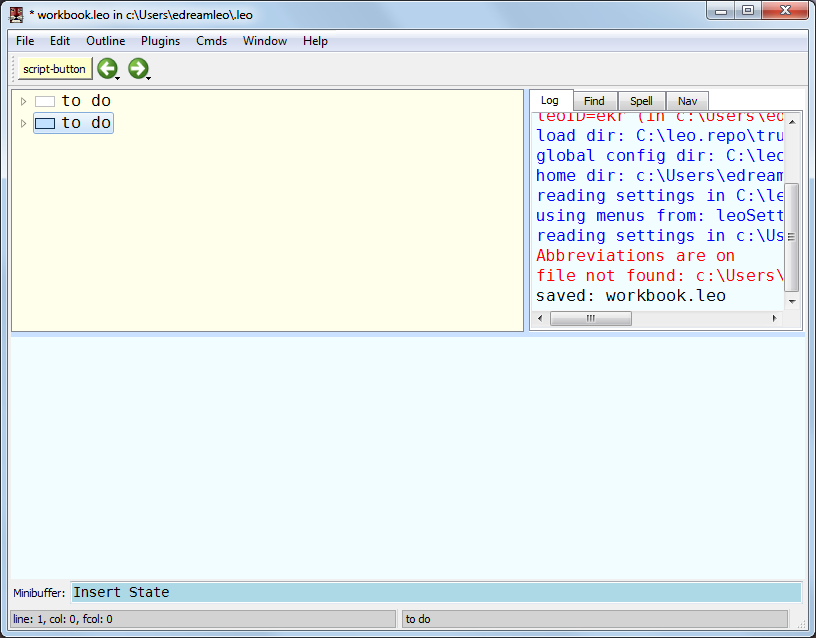 * workbook.leo in c:\Users\edreamleo\.leo
File Edit Outline Plugins Cmds Window Help
script-button
to do
to do
Log Find Spell Nav
leoID=ekr (in c:\Users\ed
load dir: C:\leo.repo\tru
global config dir: C:\leo
home dir: c:\Users\edream
reading settings in C:\le
using menus from: leoSett
reading settings in c:\Us
Abbreviations are on
file not found: c:\Users\
saved: workbook.leo
Minibuffer: Insert State
line: 1, col: 0, fcol: 0
to do